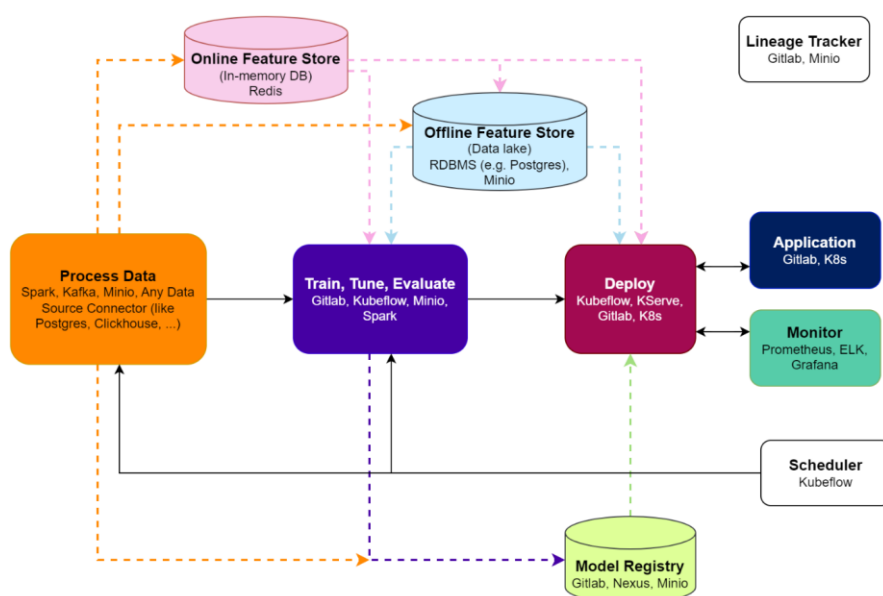 Online Feature Store
(In-memory DB)
Redis
Lineage Tracker
Gitlab, Minio
Offline Feature Store
(Data lake)
RDBMS (e.g. Postgres),
Minio
Process Data
Spark, Kafka, Minio, Any Data
Source Connector (like
Postgres, Clickhouse, ...)
Train, Tune, Evaluate
Gitlab, Kubeflow, Minio,
Spark
Deploy
Kubeflow, KServe,
Gitlab, K8s
Application
Gitlab, K8s
Monitor
Prometheus, ELK,
Grafana
Scheduler
Kubeflow
Model Registry
Gitlab, Nexus, Minio